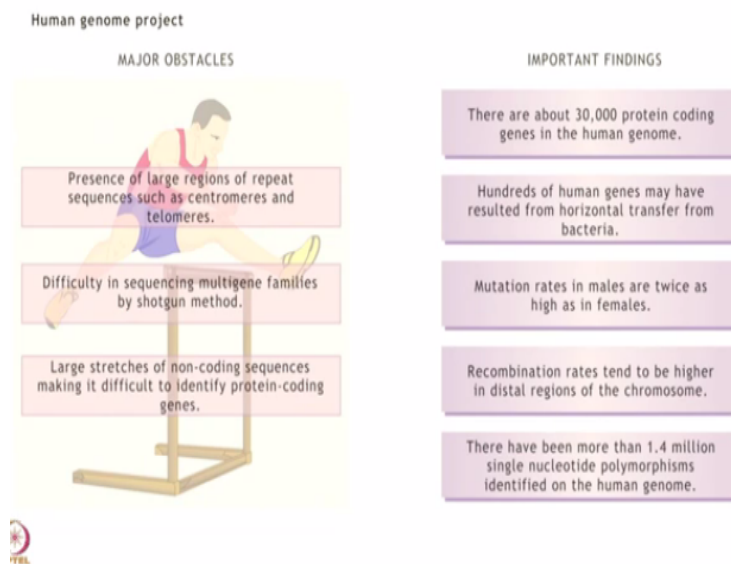 Human genome project
MAJOR OBSTACLES
Presence of large regions of repeat
sequences such as centromeres and
telomeres.
Difficulty in sequencing multigene families
by shotgun method.
Large stretches of non-coding sequences
making it difficult to identify protein-coding
genes.
IMPORTANT FINDINGS
There are about 30,000 protein coding
genes in the human genome.
Hundreds of human genes may have
resulted from horizontal transfer from
bacteria.
Mutation rates in males are twice as
high as in females.
Recombination rates tend to be higher
in distal regions of the chromosome.
There have been more than 1.4 million
single nucleotide polymorphisms
identified on the human genome.